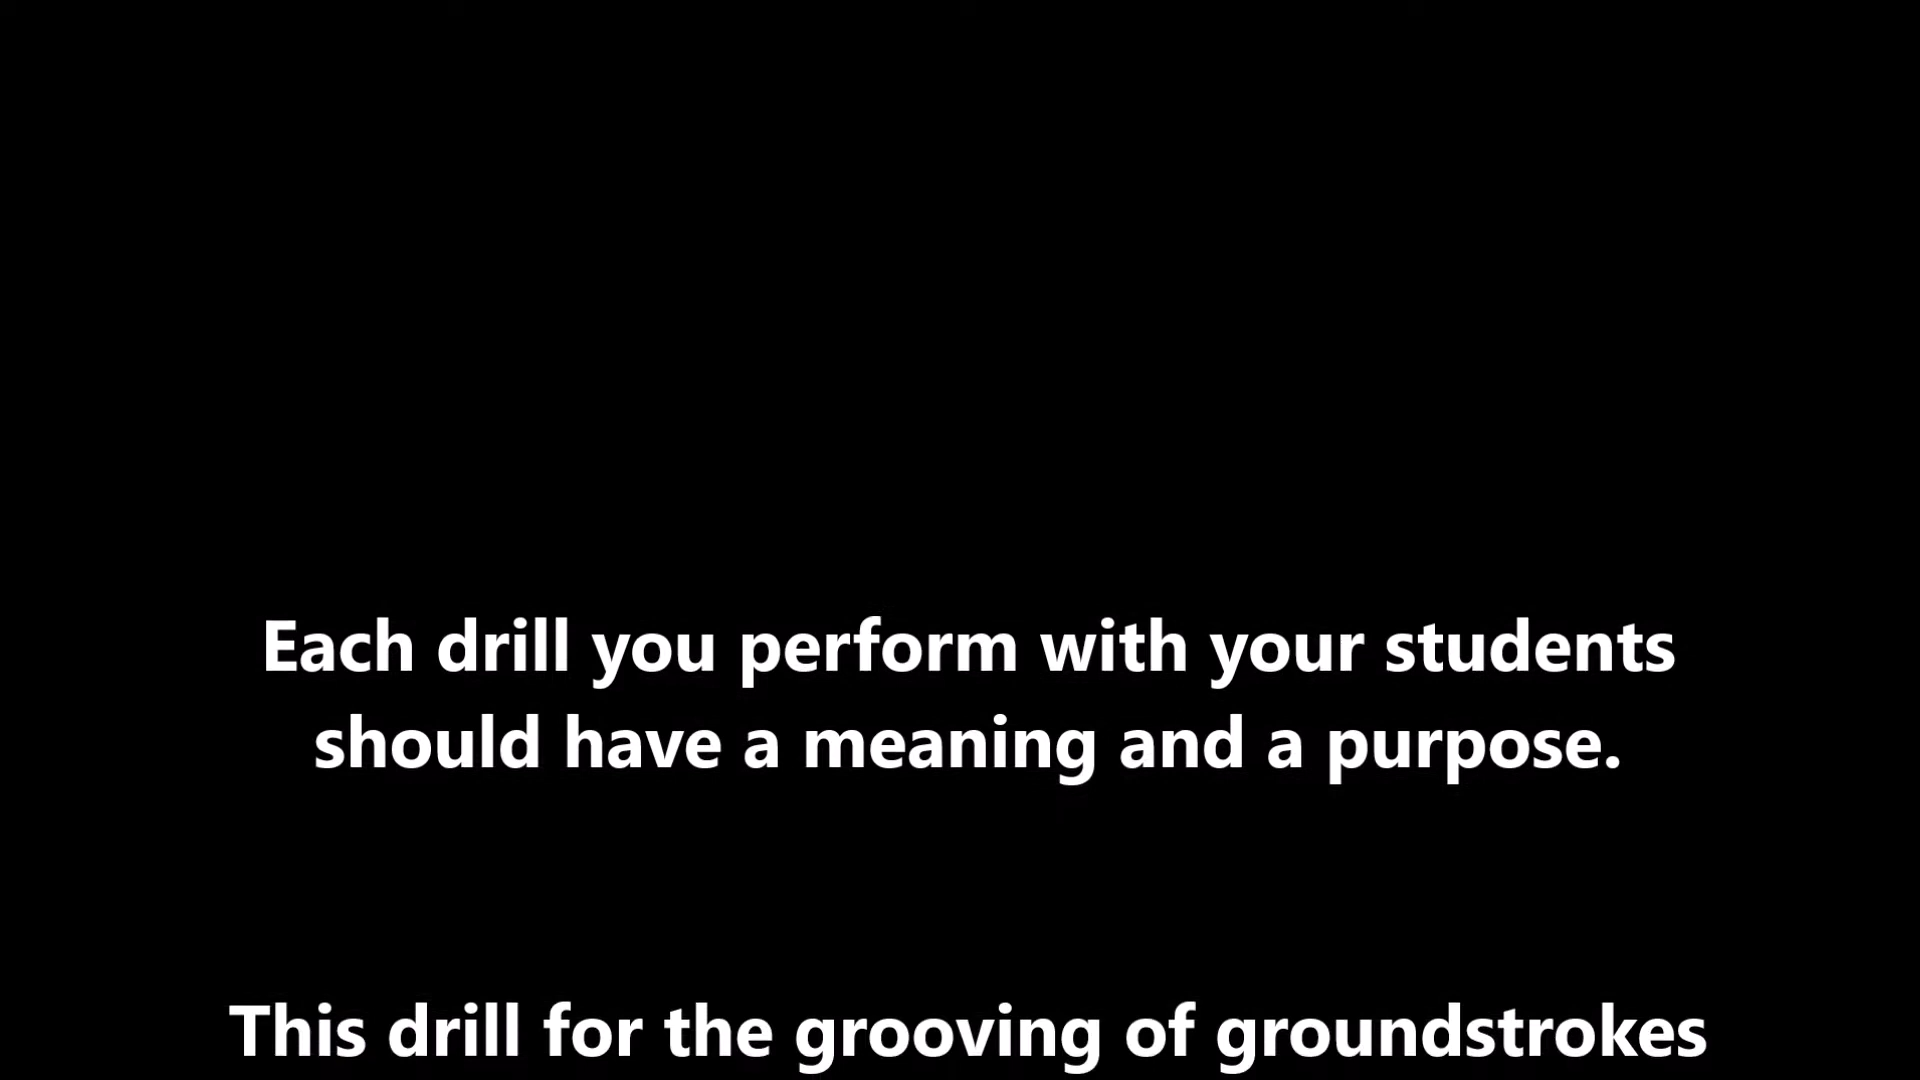 Each drill you perform with your students
should have a meaning and a purpose.
This drill for the grooving of groundstrokes